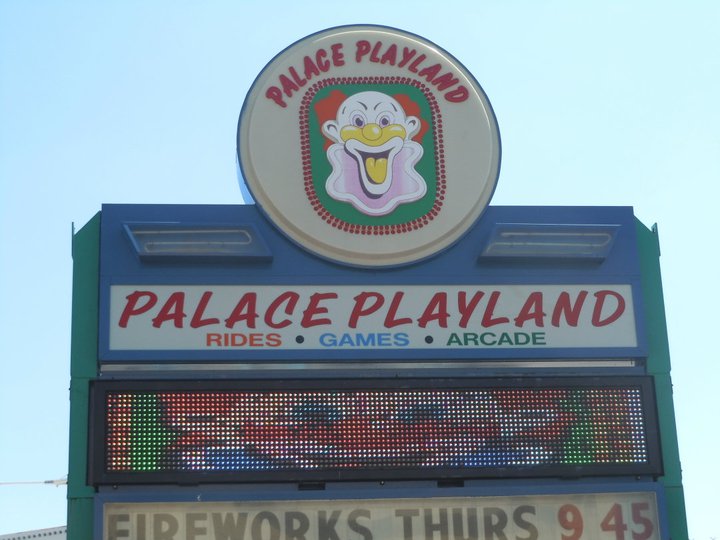 PALACE PLAYLAND
PALACE PLAYLAND
RIDES • GAMES • ARCADE
FIREWORKS THURS 9 45